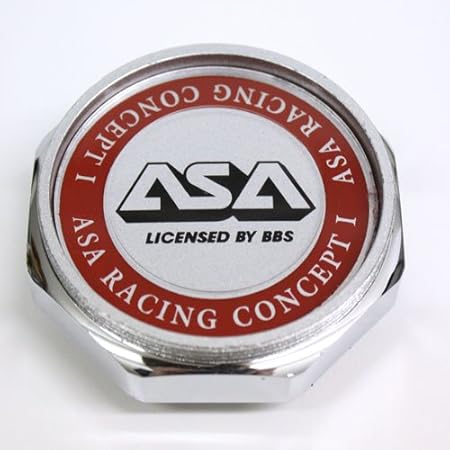 ASA RACING CONCEPT I
ASA
LICENSED BY BBS
ASA RACING CONCEPT I